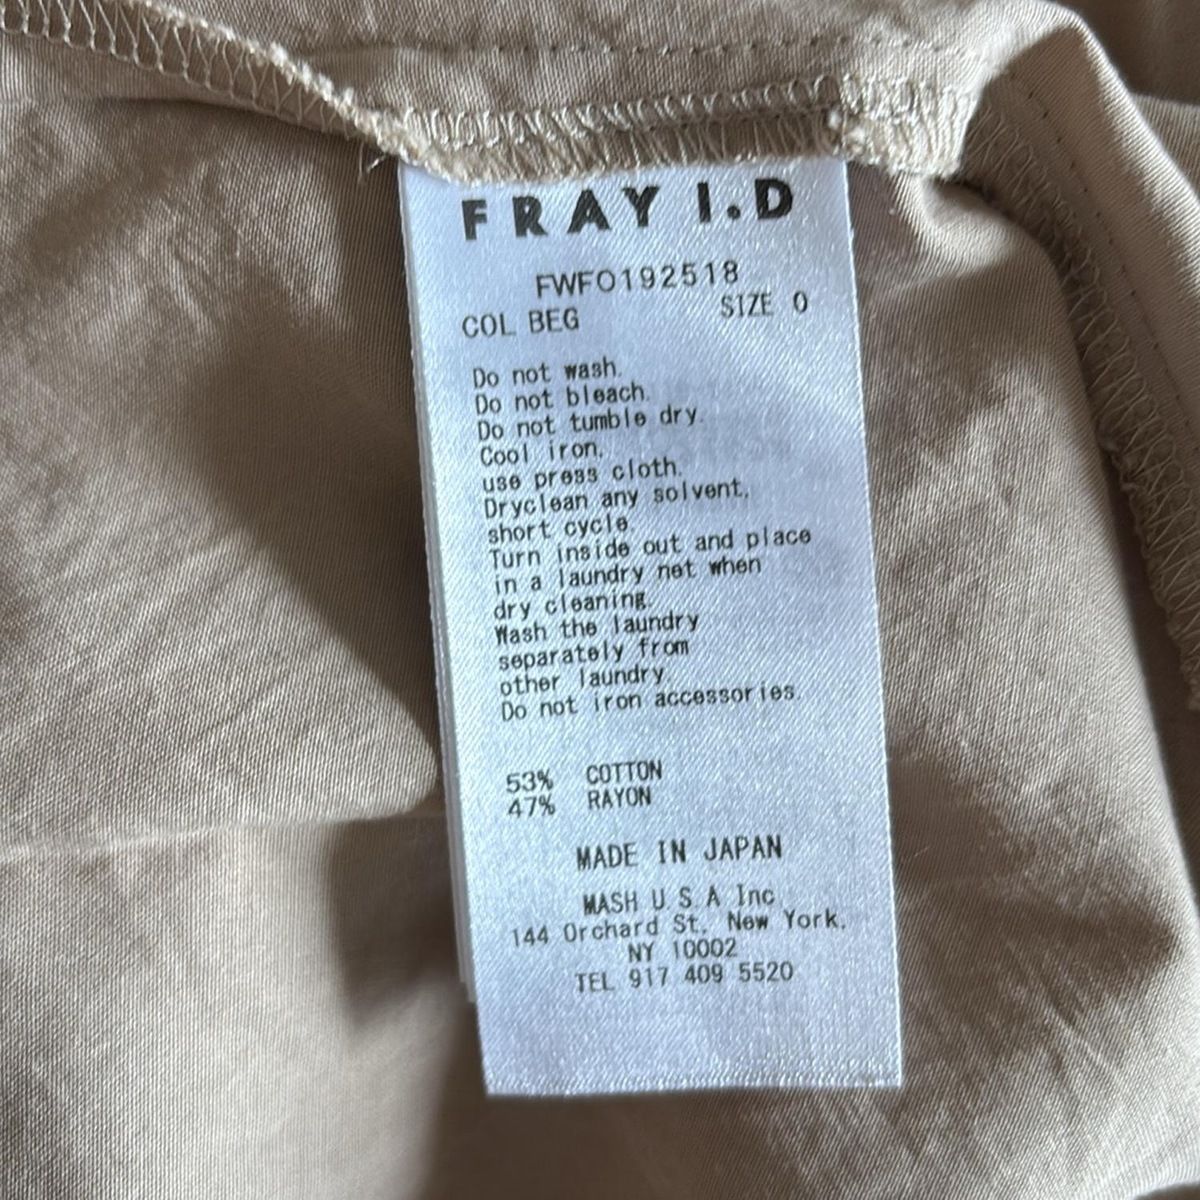 FRAY I.D
FWFO192518
COL BEG SIZE 0
Do not wash.
Do not bleach.
Do not tumble dry.
Cool iron.
use press cloth.
Dryclean any solvent,
short cycle.
Turn inside out and place
in a laundry net when
dry cleaning.
Wash the laundry
separately from
other laundry
Do not iron accessories.
53% COTTON
47% RAYON
MADE IN JAPAN
MASH U S A Inc
144 Orchard St. New York.
NY 10002
TEL 917 409 5520